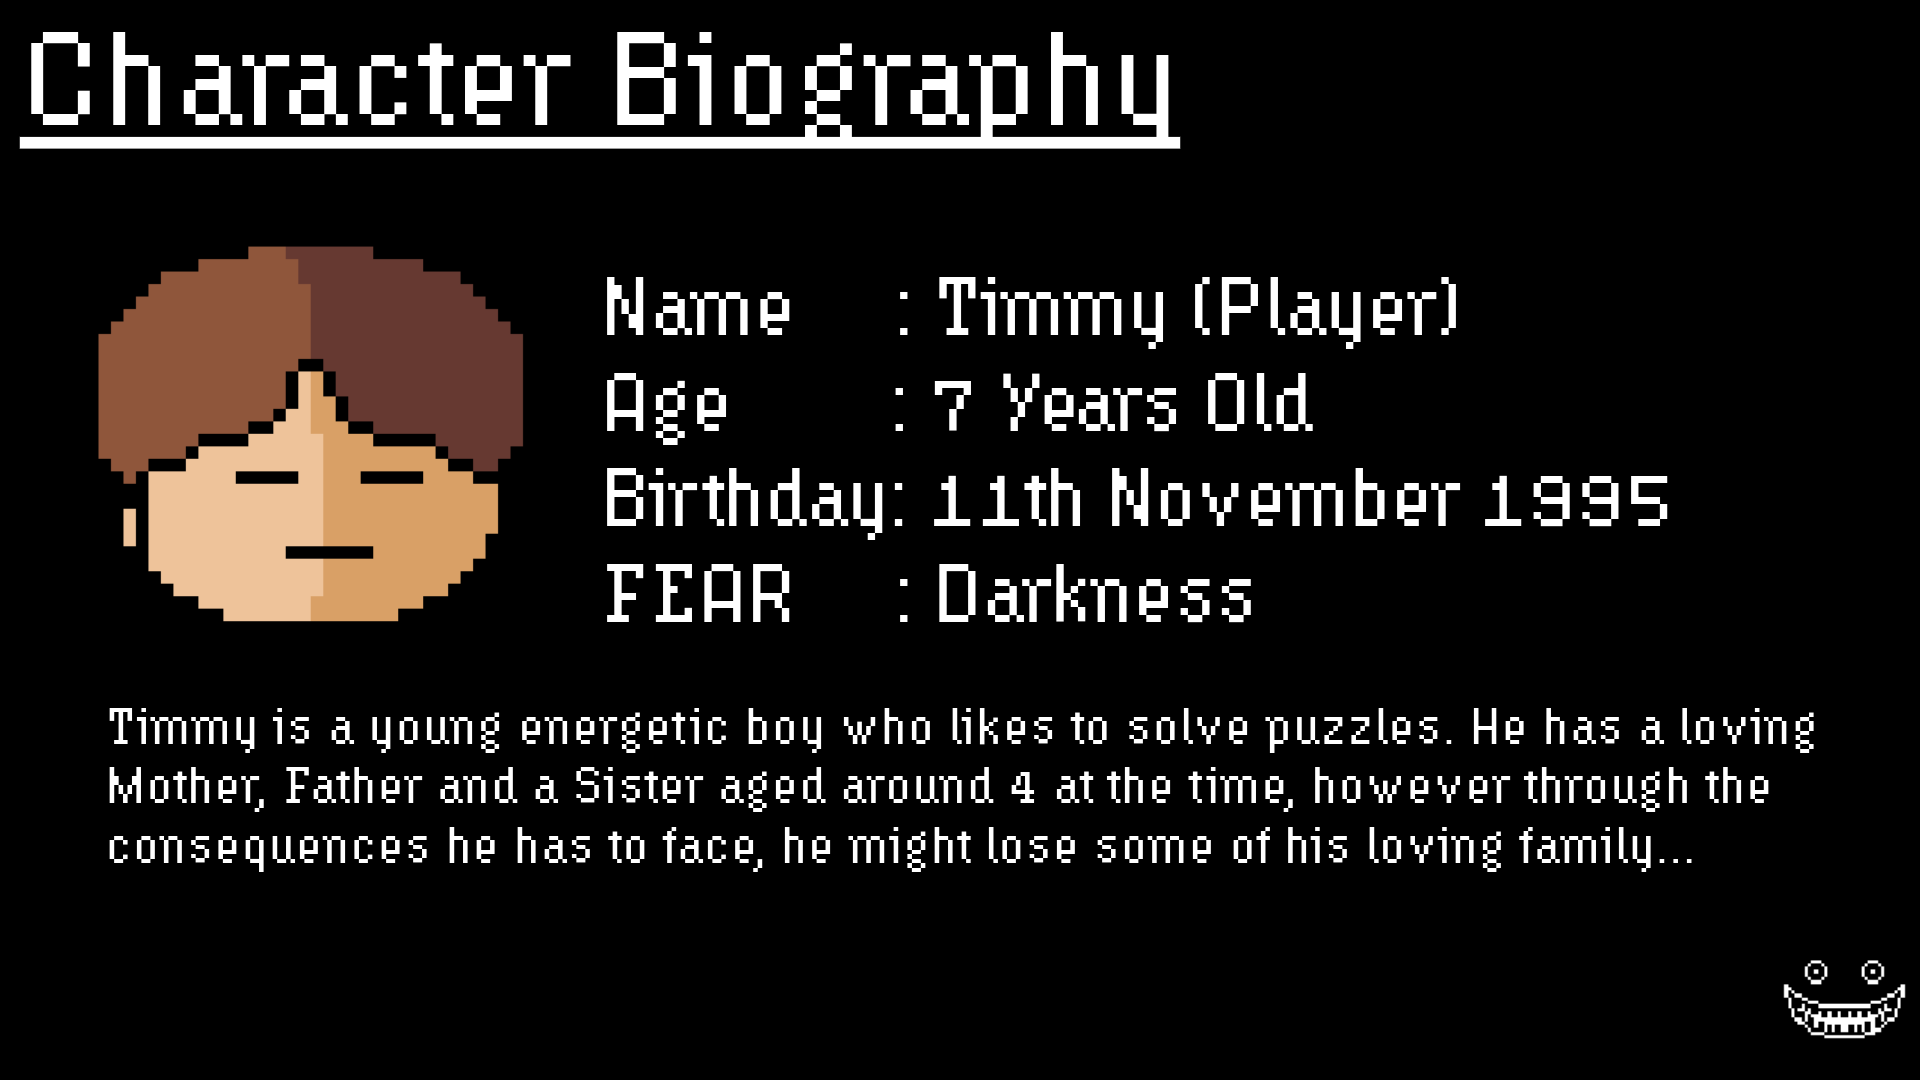 Character Biography
Name : Timmy (Player)
Age : 7 Years Old
Birthday: 11th November 1995
FEAR : Darkness
Timmy is a young energetic boy who likes to solve puzzles. He has a loving
Mother, Father and a Sister aged around 4 at the time, however through the
consequences he has to face, he might lose some of his loving family...